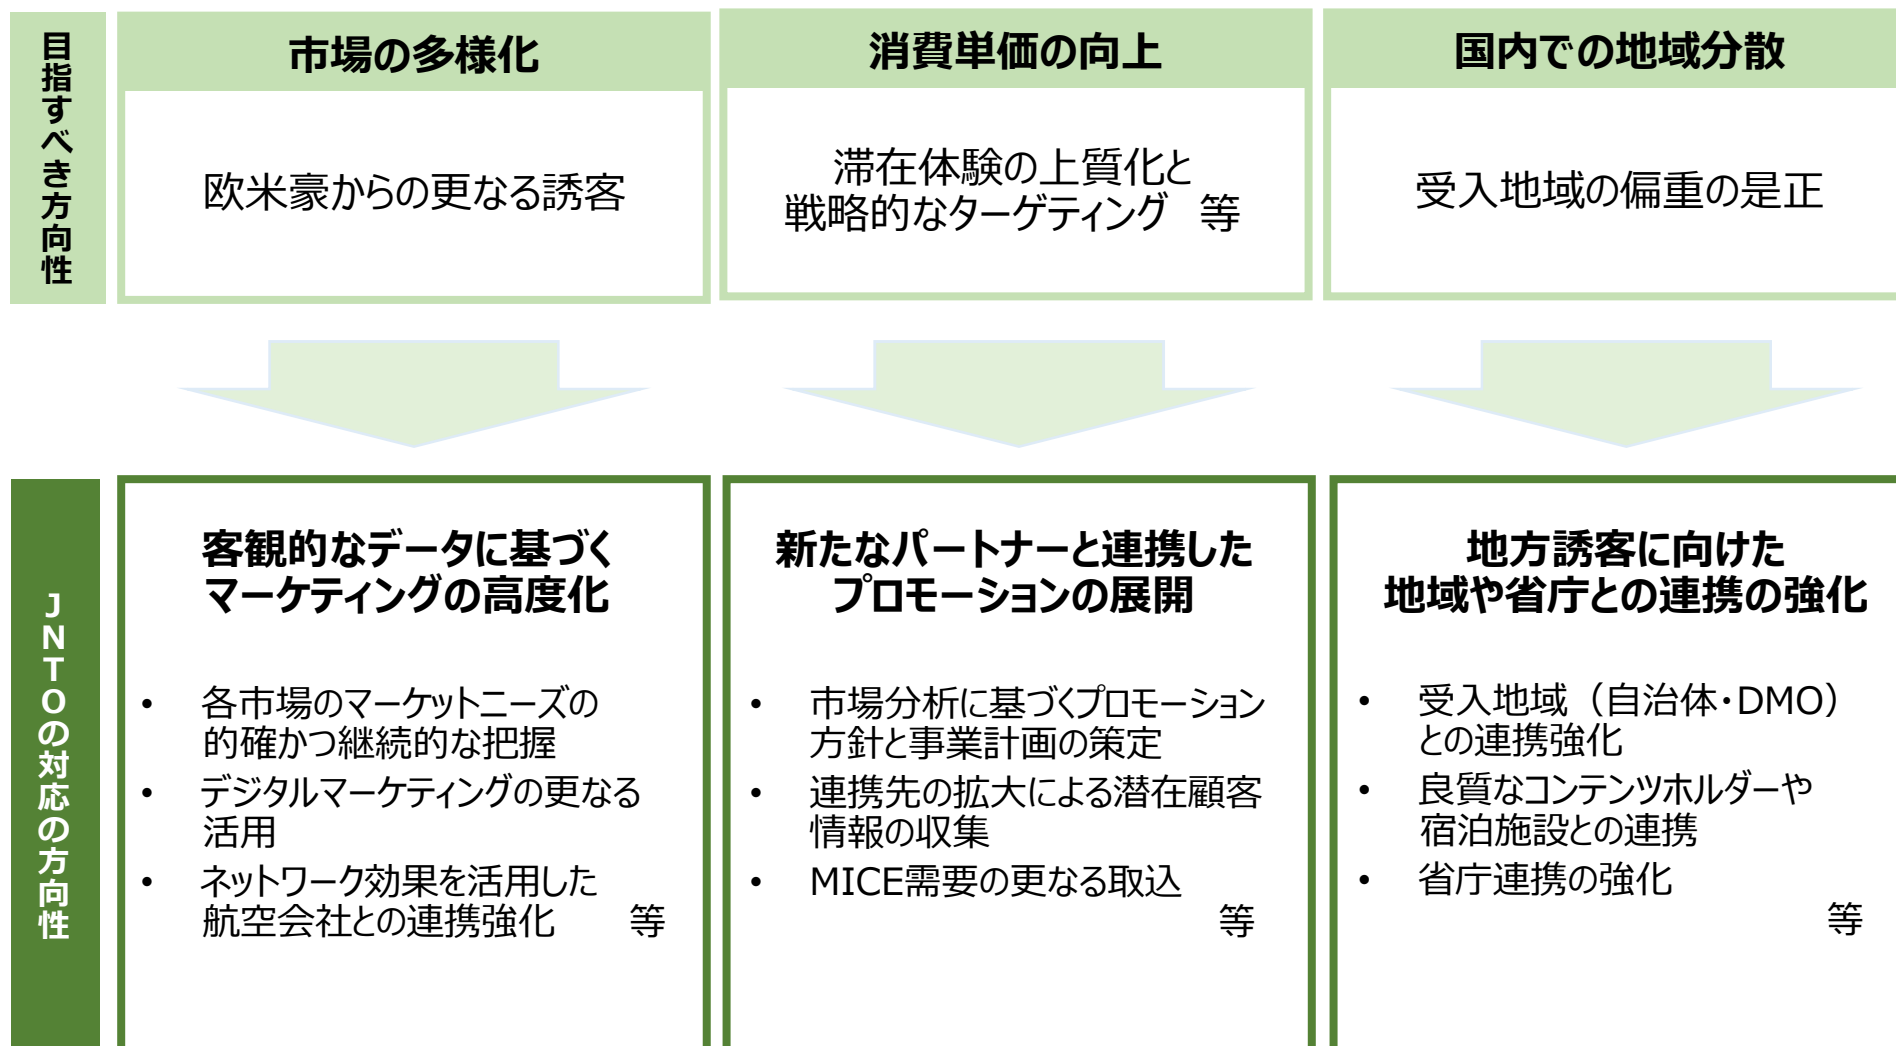 目指すべき方向性
市場の多様化
欧米豪からの更なる誘客
消費単価の向上
滞在体験の上質化と
戦略的なターゲティング　等
国内での地域分散
受入地域の偏重の是正
JNTOの対応の方向性
客観的なデータに基づく
マーケティングの高度化
• 各市場のマーケットニーズの
的確かつ継続的な把握
• デジタルマーケティングの更なる
活用
• ネットワーク効果を活用した
航空会社との連携強化　等
新たなパートナーと連携した
プロモーションの展開
• 市場分析に基づくプロモーション
方針と事業計画の策定
• 連携先の拡大による潜在顧客
情報の収集
• MICE需要の更なる取込
等
地方誘客に向けた
地域や省庁との連携の強化
• 受入地域（自治体・DMO）
との連携強化
• 良質なコンテンツホルダーや
宿泊施設との連携
• 省庁連携の強化
等